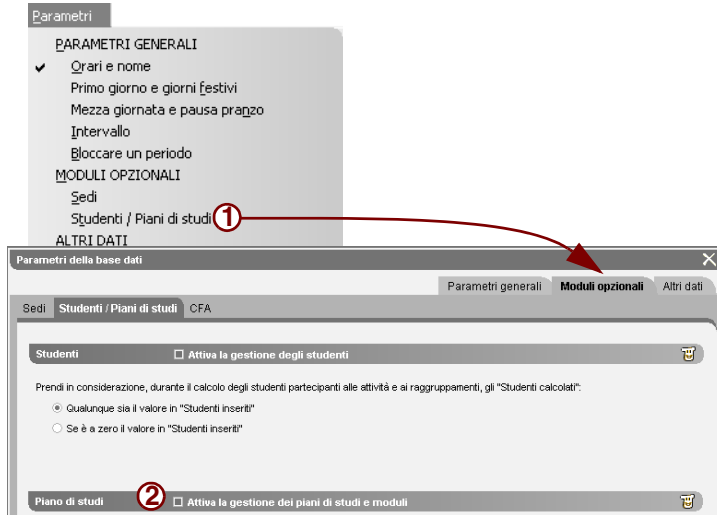 Parametri
PARAMETRI GENERALI
✔ Orari e nome
Primo giorno e giorni festivi
Mezza giornata e pausa pranzo
Intervallo
Bloccare un periodo
MODULI OPZIONALI
Sedi
Studenti / Piani di studi 1
ALTRI DATI
Parametri della base dati
Parametri generali Moduli opzionali Altri dati
Sedi Studenti / Piani di studi CFA
Studenti Attiva la gestione degli studenti
Prendi in considerazione, durante il calcolo degli studenti partecipanti alle attività e ai raggruppamenti, gli "Studenti calcolati":
Qualunque sia il valore in "Studenti inseriti"
Se è a zero il valore in "Studenti inseriti"
Piano di studi 2 Attiva la gestione dei piani di studi e moduli